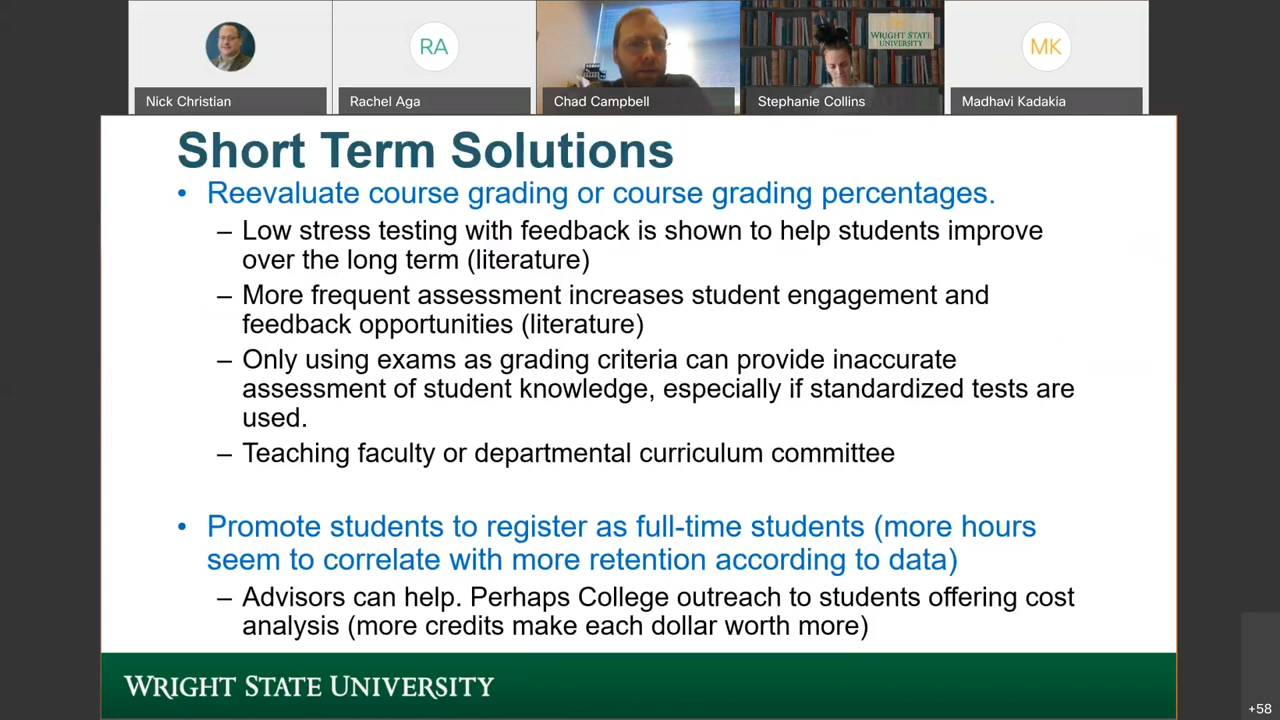 RA
MK
WRIGHT STATE
UNIVERSITY
Nick Christian
Rachel Aga
Chad Campbell
Stephanie Collins
Madhavi Kadakia
Short Term Solutions
• Reevaluate course grading or course grading percentages.
– Low stress testing with feedback is shown to help students improve
over the long term (literature)
– More frequent assessment increases student engagement and
feedback opportunities (literature)
– Only using exams as grading criteria can provide inaccurate
assessment of student knowledge, especially if standardized tests are
used.
– Teaching faculty or departmental curriculum committee
• Promote students to register as full-time students (more hours
seem to correlate with more retention according to data)
– Advisors can help. Perhaps College outreach to students offering cost
analysis (more credits make each dollar worth more)
WRIGHT STATE UNIVERSITY
+58